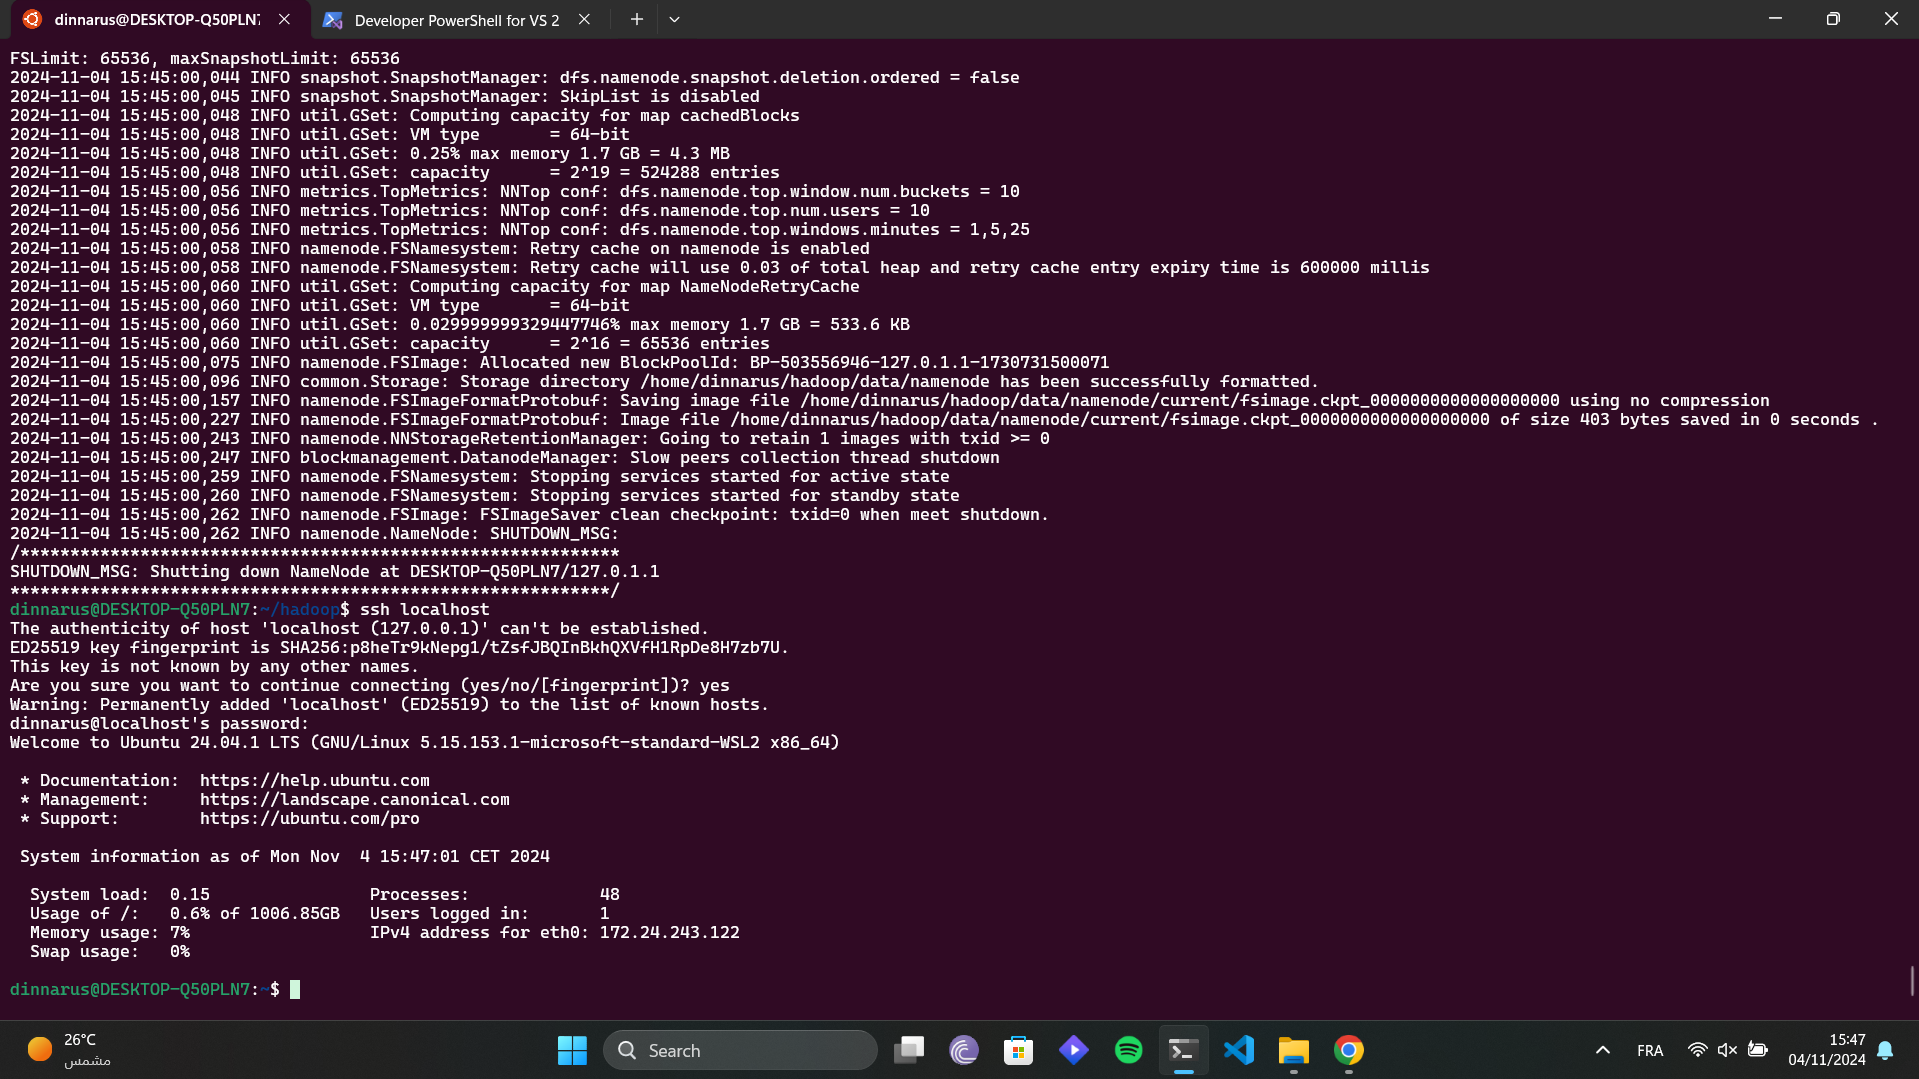 dinnarus@DESKTOP-Q50PLN7
Developer PowerShell for VS 2
FSLimit: 65536, maxSnapshotLimit: 65536
2024-11-04 15:45:00,044 INFO snapshot.SnapshotManager: dfs.namenode.snapshot.deletion.ordered = false
2024-11-04 15:45:00,045 INFO snapshot.SnapshotManager: SkipList is disabled
2024-11-04 15:45:00,048 INFO util.GSet: Computing capacity for map cachedBlocks
2024-11-04 15:45:00,048 INFO util.GSet: VM type       = 64-bit
2024-11-04 15:45:00,048 INFO util.GSet: 0.25% max memory 1.7 GB = 4.3 MB
2024-11-04 15:45:00,048 INFO util.GSet: capacity      = 2^19 = 524288 entries
2024-11-04 15:45:00,056 INFO metrics.TopMetrics: NNTop conf: dfs.namenode.top.window.num.buckets = 10
2024-11-04 15:45:00,056 INFO metrics.TopMetrics: NNTop conf: dfs.namenode.top.num.users = 10
2024-11-04 15:45:00,056 INFO metrics.TopMetrics: NNTop conf: dfs.namenode.top.windows.minutes = 1,5,25
2024-11-04 15:45:00,058 INFO namenode.FSNamesystem: Retry cache on namenode is enabled
2024-11-04 15:45:00,058 INFO namenode.FSNamesystem: Retry cache will use 0.03 of total heap and retry cache entry expiry time is 600000 millis
2024-11-04 15:45:00,060 INFO util.GSet: Computing capacity for map NameNodeRetryCache
2024-11-04 15:45:00,060 INFO util.GSet: VM type       = 64-bit
2024-11-04 15:45:00,060 INFO util.GSet: 0.029999999329447746% max memory 1.7 GB = 533.6 KB
2024-11-04 15:45:00,060 INFO util.GSet: capacity      = 2^16 = 65536 entries
2024-11-04 15:45:00,075 INFO namenode.FSImage: Allocated new BlockPoolId: BP-503556946-127.0.1.1-1730731500071
2024-11-04 15:45:00,096 INFO common.Storage: Storage directory /home/dinnarus/hadoop/data/namenode has been successfully formatted.
2024-11-04 15:45:00,157 INFO namenode.FSImageFormatProtobuf: Saving image file /home/dinnarus/hadoop/data/namenode/current/fsimage.ckpt_0000000000000000000 using no compression
2024-11-04 15:45:00,227 INFO namenode.FSImageFormatProtobuf: Image file /home/dinnarus/hadoop/data/namenode/current/fsimage.ckpt_0000000000000000000 of size 403 bytes saved in 0 seconds .
2024-11-04 15:45:00,243 INFO namenode.NNStorageRetentionManager: Going to retain 1 images with txid >= 0
2024-11-04 15:45:00,247 INFO blockmanagement.DatanodeManager: Slow peers collection thread shutdown
2024-11-04 15:45:00,259 INFO namenode.FSNamesystem: Stopping services started for active state
2024-11-04 15:45:00,260 INFO namenode.FSNamesystem: Stopping services started for standby state
2024-11-04 15:45:00,262 INFO namenode.FSImage: FSImageSaver clean checkpoint: txid=0 when meet shutdown.
2024-11-04 15:45:00,262 INFO namenode.NameNode: SHUTDOWN_MSG:
/************************************************************
SHUTDOWN_MSG: Shutting down NameNode at DESKTOP-Q50PLN7/127.0.1.1
************************************************************/
dinnarus@DESKTOP-Q50PLN7:~/hadoop$ ssh localhost
The authenticity of host 'localhost (127.0.0.1)' can't be established.
ED25519 key fingerprint is SHA256:p8heTr9kNepg1/tZsfJBQInBkhQXVfH1RpDe8H7zb7U.
This key is not known by any other names.
Are you sure you want to continue connecting (yes/no/[fingerprint])? yes
Warning: Permanently added 'localhost' (ED25519) to the list of known hosts.
dinnarus@localhost's password:
Welcome to Ubuntu 24.04.1 LTS (GNU/Linux 5.15.153.1-microsoft-standard-WSL2 x86_64)
* Documentation:  https://help.ubuntu.com
* Management:     https://landscape.canonical.com
* Support:        https://ubuntu.com/pro
System information as of Mon Nov  4 15:47:01 CET 2024
System load:  0.15                Processes:             48
Usage of /:   0.6% of 1006.85GB   Users logged in:       1
Memory usage: 7%                  IPv4 address for eth0: 172.24.243.122
Swap usage:   0%
dinnarus@DESKTOP-Q50PLN7:~$
26°C
مشمس
Search
FRA
15:47
04/11/2024